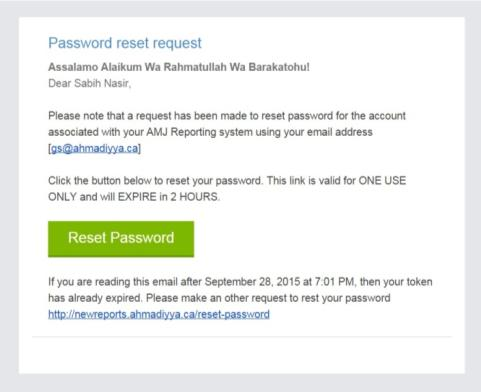 Password reset request
Assalamo Alaikum Wa Rahmatullah Wa Barakatohu!
Dear Sabih Nasir,
Please note that a request has been made to reset password for the account
associated with your AMJ Reporting system using your email address
[gs@ahmadiyya.ca]
Click the button below to reset your password. This link is valid for ONE USE
ONLY and will EXPIRE in 2 HOURS.
Reset Password
If you are reading this email after September 28, 2015 at 7:01 PM, then your token
has already expired. Please make an other request to rest your password
http://newreports.ahmadiyya.ca/reset-password